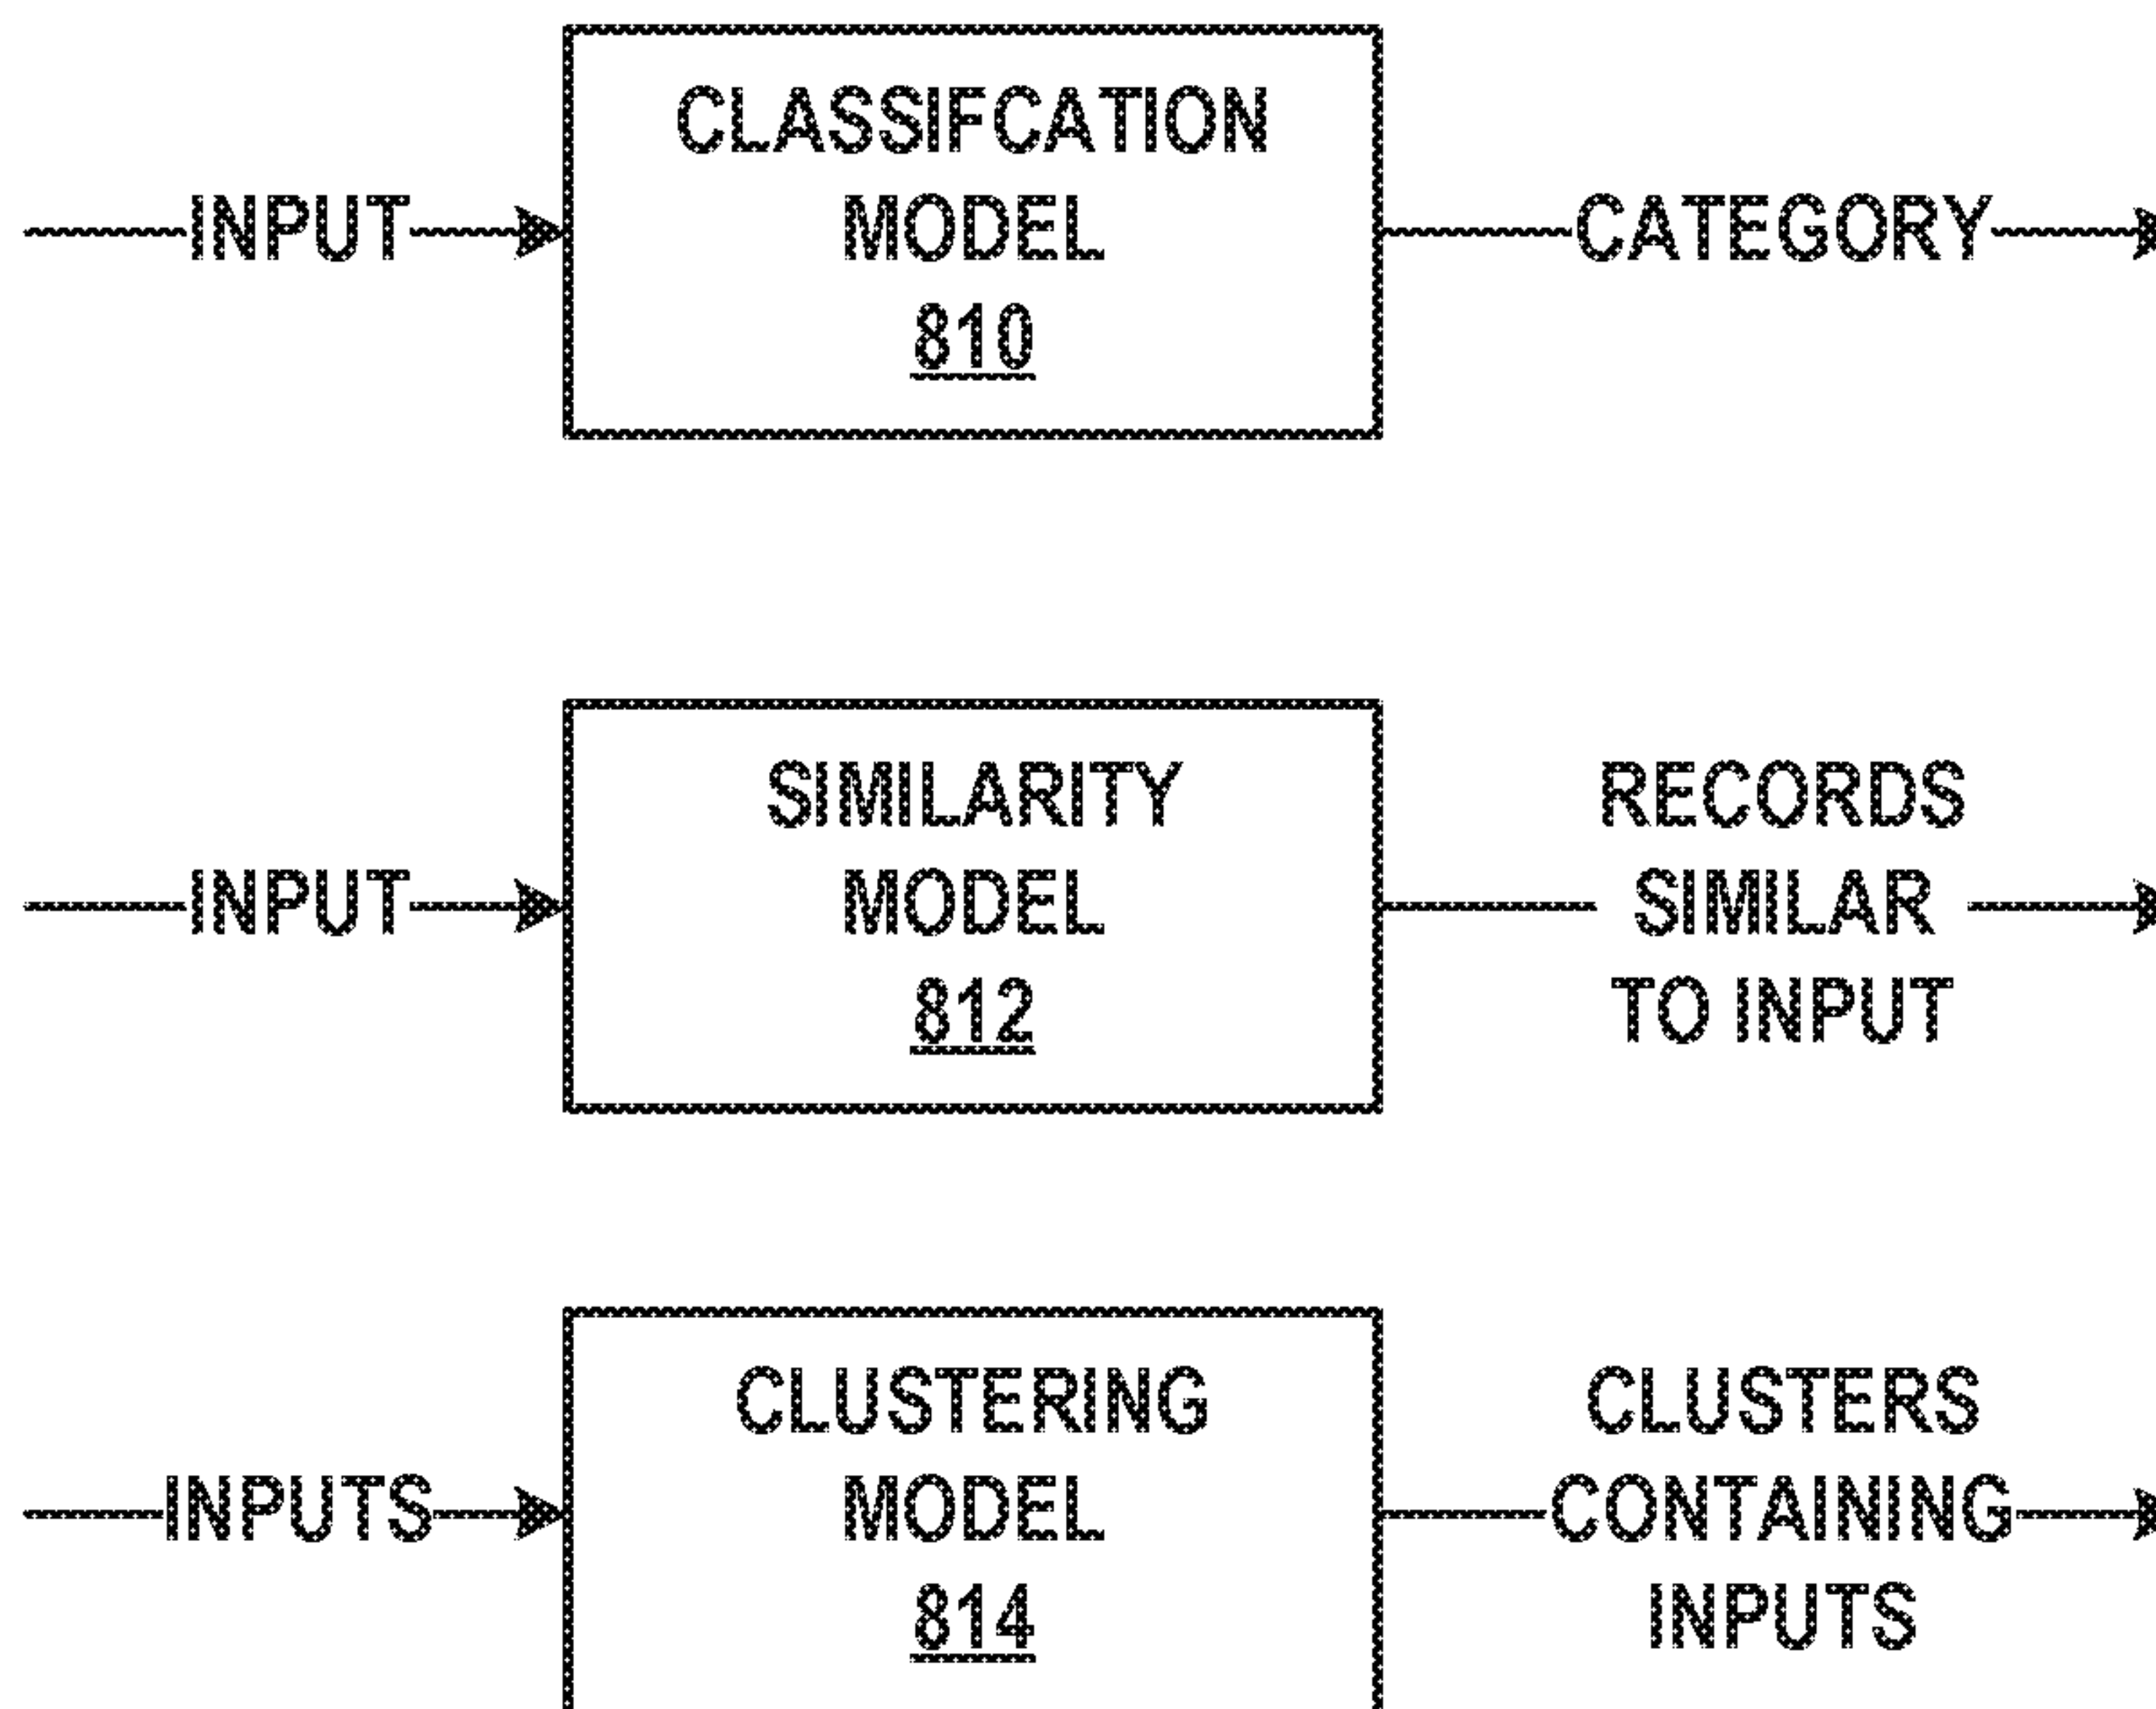 CLASSIFCATION
INPUT MODEL CATEGORY
810
SIMILARITY RECORDS
INPUT MODEL SIMILAR
812 TO INPUT
CLUSTERING CLUSTERS
INPUTS MODEL CONTAINING
814 INPUTS